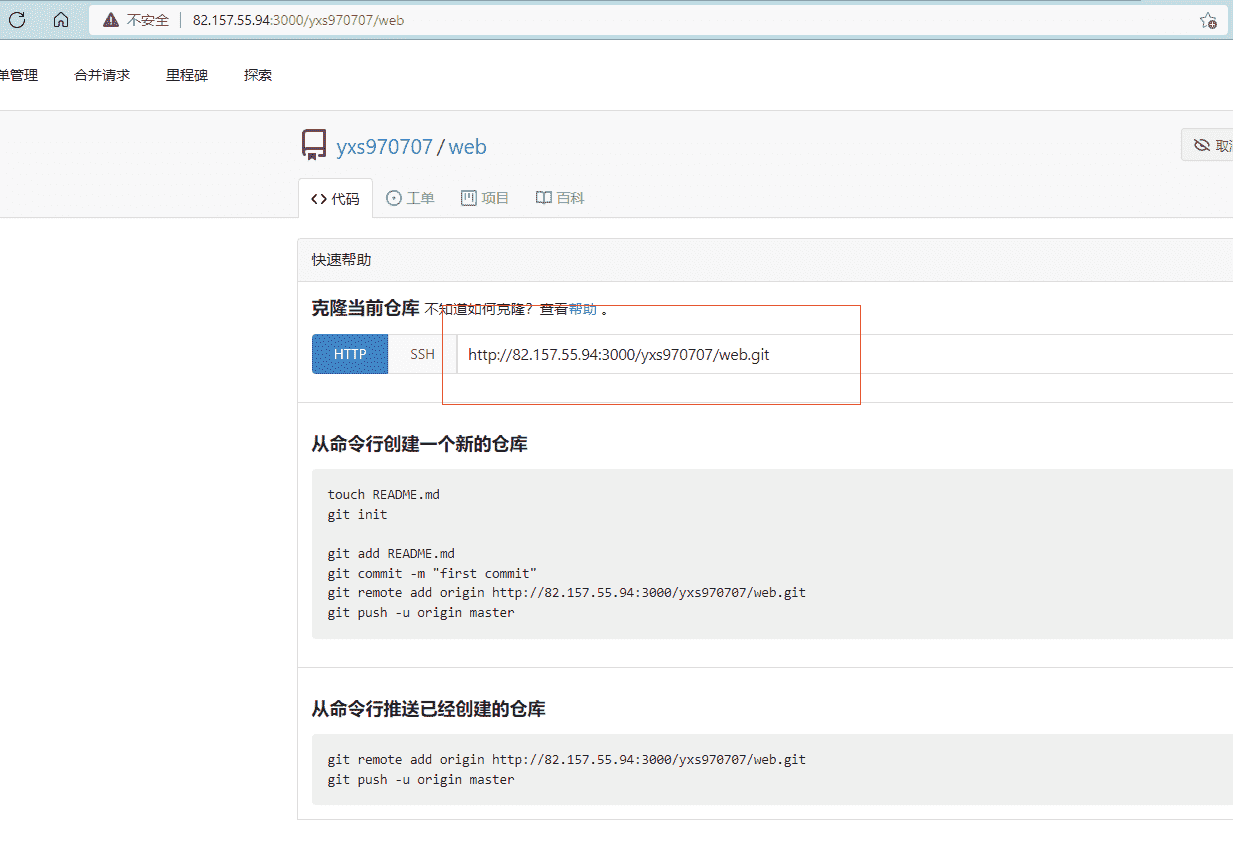 不安全 82.157.55.94:3000/yxs970707/web
单管理 合并请求 里程碑 探索
yxs970707 / web
取消
代码 工单 项目 百科
快速帮助
克隆当前仓库 不知道如何克隆？查看帮助 。
HTTP SSH http://82.157.55.94:3000/yxs970707/web.git
从命令行创建一个新的仓库
touch README.md
git init
git add README.md
git commit -m "first commit"
git remote add origin http://82.157.55.94:3000/yxs970707/web.git
git push -u origin master
从命令行推送已经创建的仓库
git remote add origin http://82.157.55.94:3000/yxs970707/web.git
git push -u origin master